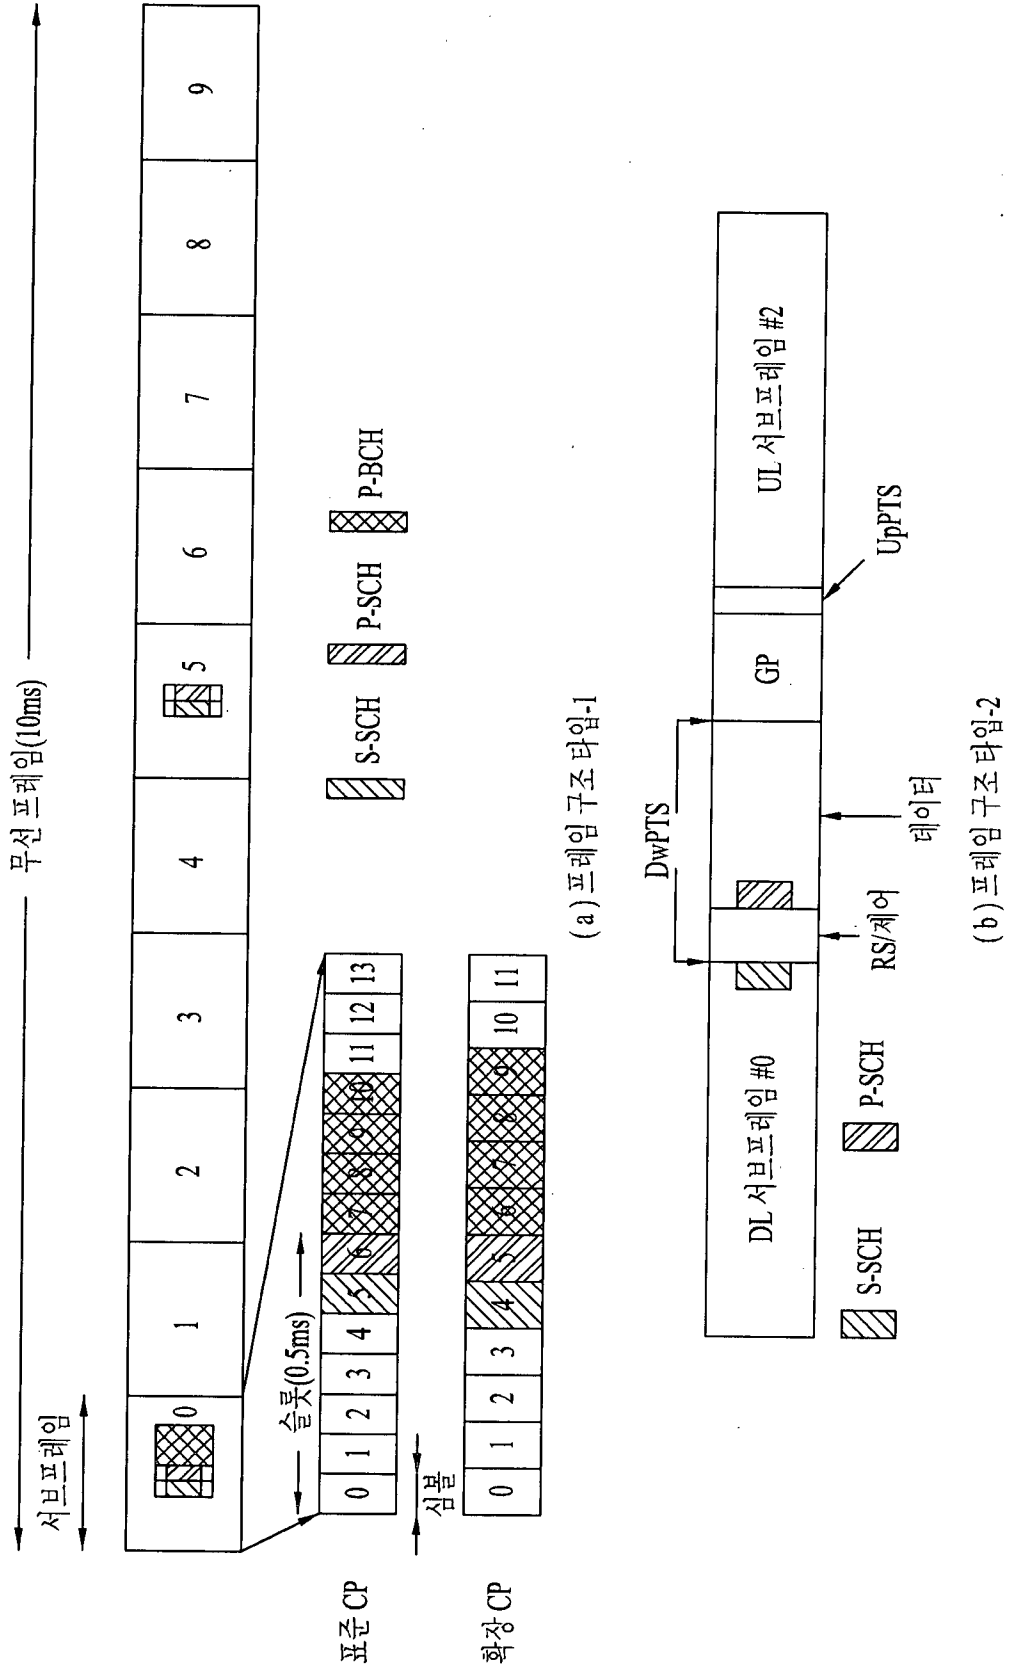 무선 프레임(10ms)
서브프레임
0 1 2 3 4 5 6 7 8 9
슬롯(0.5ms)
표준 CP
0 1 2 3 4 5 6 7 8 9 10 11 12 13
심볼
확장 CP
0 1 2 3 4 5 6 7 8 9 10 11
S-SCH P-SCH P-BCH
(a) 프레임 구조 타입-1
DwPTS
DL 서브프레임 #0 GP UL 서브프레임 #2
RS/제어 데이터 UpPTS
S-SCH P-SCH
(b) 프레임 구조 타입-2